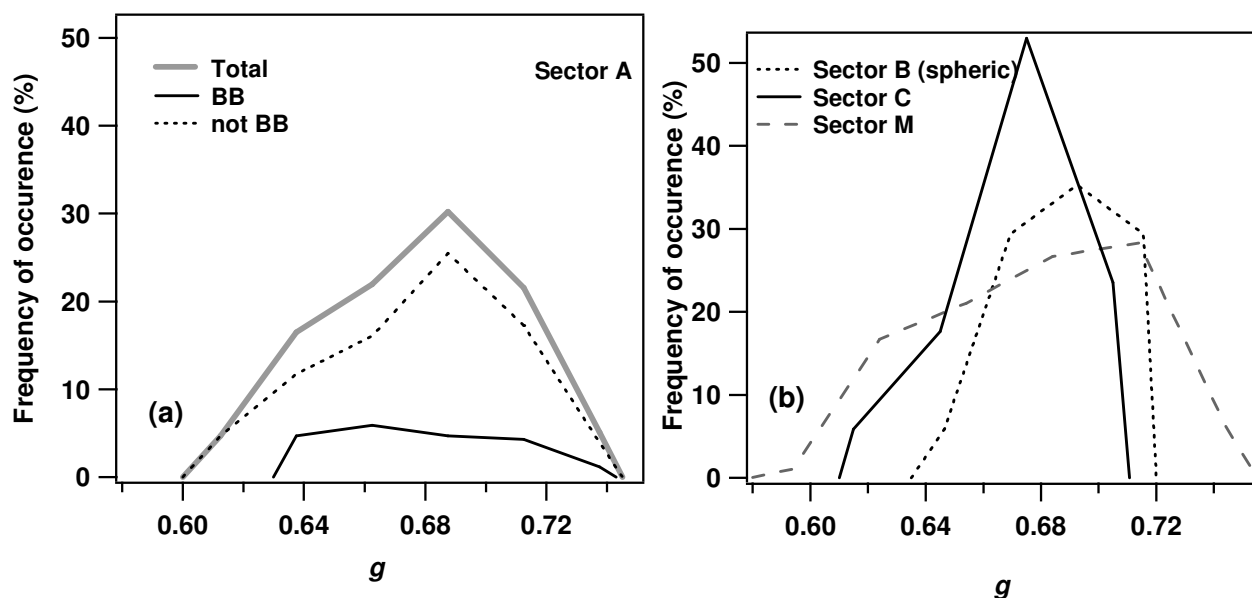 50
40
30
20
10
0
Frequency of occurence (%)
Total
BB
not BB
Sector A
(a)
0.60
0.64
0.68
0.72
g
50
40
30
20
10
0
Frequency of occurence (%)
Sector B (spheric)
Sector C
Sector M
(b)
0.60
0.64
0.68
0.72
g